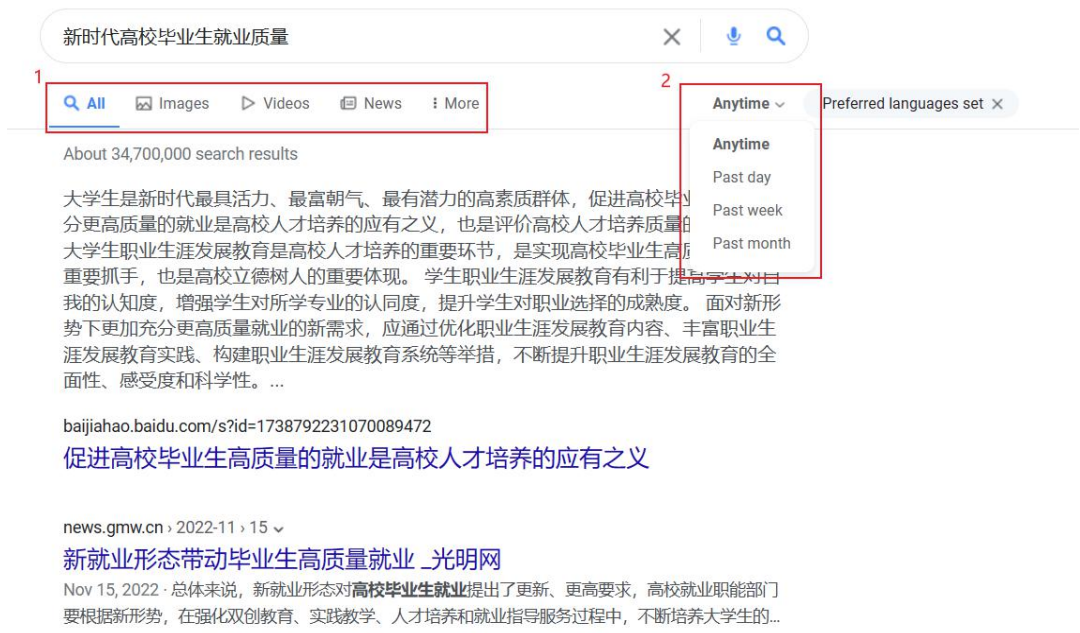 新时代高校毕业生就业质量
1
2
All Images Videos News More
Anytime
Preferred languages set
Anytime
Past day
Past week
Past month
About 34,700,000 search results
大学生是新时代最具活力、最富朝气、最有潜力的高素质群体，促进高校毕业
分更高质量的就业是高校人才培养的应有之义，也是评价高校人才培养质量的
大学生职业生涯发展教育是高校人才培养的重要环节，是实现高校毕业生高质
重要抓手，也是高校立德树人的重要体现。 学生职业生涯发展教育有利于提高学生对自
我的认知度，增强学生对所学专业的认同度，提升学生对职业选择的成熟度。 面对新形
势下更加充分更高质量就业的新需求，应通过优化职业生涯发展教育内容、丰富职业生
涯发展教育实践、构建职业生涯发展教育系统等举措，不断提升职业生涯发展教育的全
面性、感受度和科学性。...
baijiahao.baidu.com/s?id=1738792231070089472
促进高校毕业生高质量的就业是高校人才培养的应有之义
news.gmw.cn › 2022-11 › 15
新就业形态带动毕业生高质量就业 _光明网
Nov 15, 2022 · 总体来说，新就业形态对高校毕业生就业提出了更新、更高要求，高校就业职能部门
要根据新形势，在强化双创教育、实践教学、人才培养和就业指导服务过程中，不断培养大学生的...